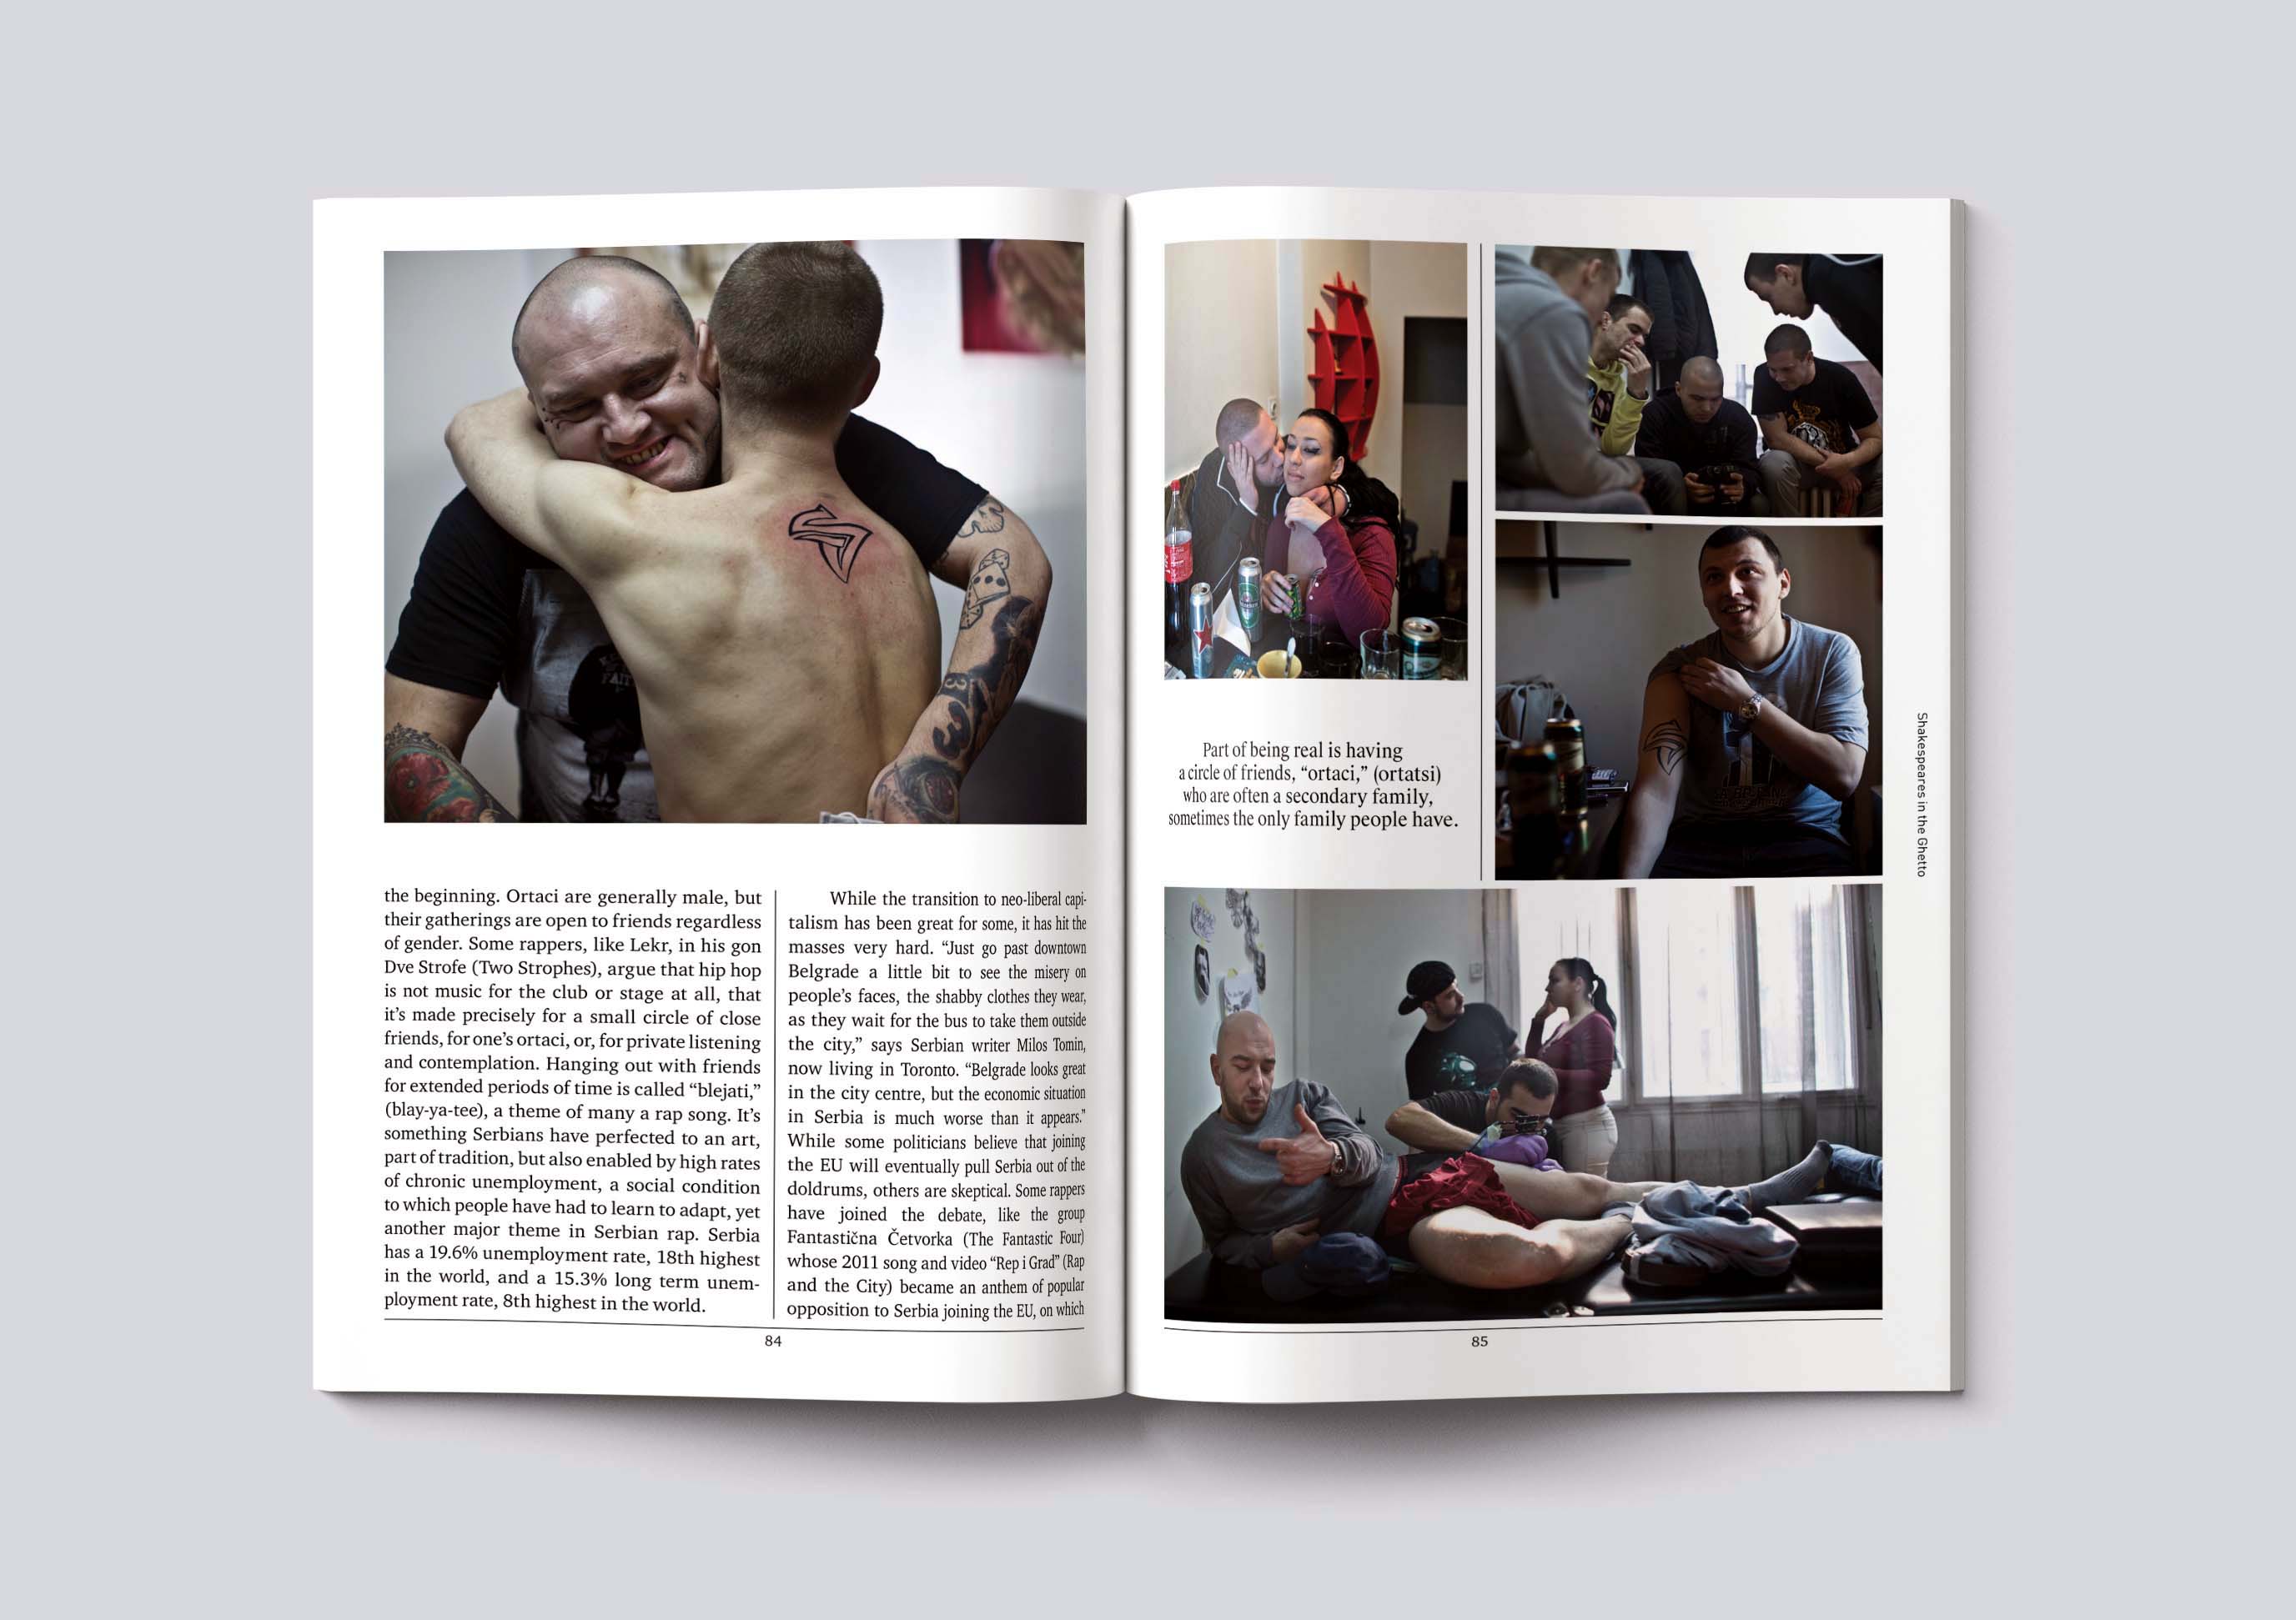 the beginning. Ortaci are generally male, but
their gatherings are open to friends regardless
of gender. Some rappers, like Lekr, in his gon
Dve Strofe (Two Strophes), argue that hip hop
is not music for the club or stage at all, that
it's made precisely for a small circle of close
friends, for one's ortaci, or, for private listening
and contemplation. Hanging out with friends
for extended periods of time is called “blejati,”
(blay-ya-tee), a theme of many a rap song. It's
something Serbians have perfected to an art,
part of tradition, but also enabled by high rates
of chronic unemployment, a social condition
to which people have had to learn to adapt, yet
another major theme in Serbian rap. Serbia
has a 19.6% unemployment rate, 18th highest
in the world, and a 15.3% long term unem-
ployment rate, 8th highest in the world.
While the transition to neo-liberal capi-
talism has been great for some, it has hit the
masses very hard. “Just go past downtown
Belgrade a little bit to see the misery on
people's faces, the shabby clothes they wear,
as they wait for the bus to take them outside
the city,” says Serbian writer Milos Tomin,
now living in Toronto. “Belgrade looks great
in the city centre, but the economic situation
in Serbia is much worse than it appears.”
While some politicians believe that joining
the EU will eventually pull Serbia out of the
doldrums, others are skeptical. Some rappers
have joined the debate, like the group
Fantastična Četvorka (The Fantastic Four)
whose 2011 song and video “Rep i Grad” (Rap
and the City) became an anthem of popular
opposition to Serbia joining the EU, on which
84
Part of being real is having
a circle of friends, “ortaci,” (ortatsi)
who are often a secondary family,
sometimes the only family people have.
Shakespeares in the Ghetto
85